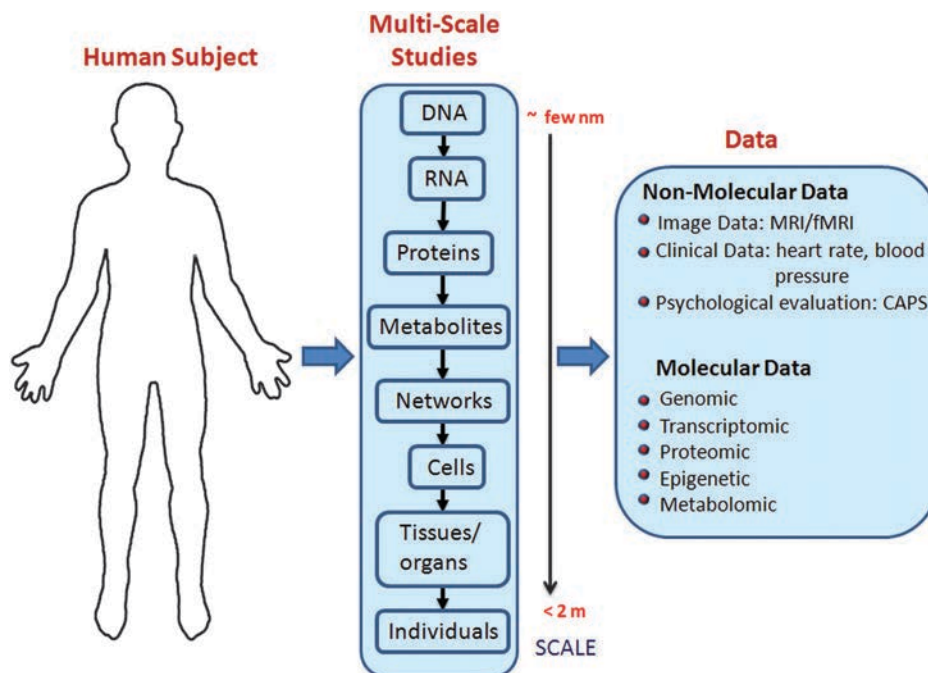 Human Subject
Multi-Scale
Studies
DNA
RNA
Proteins
Metabolites
Networks
Cells
Tissues/
organs
Individuals
~ few nm
< 2 m
SCALE
Data
Non-Molecular Data
Image Data: MRI/fMRI
Clinical Data: heart rate, blood
pressure
Psychological evaluation: CAPS
Molecular Data
Genomic
Transcriptomic
Proteomic
Epigenetic
Metabolomic